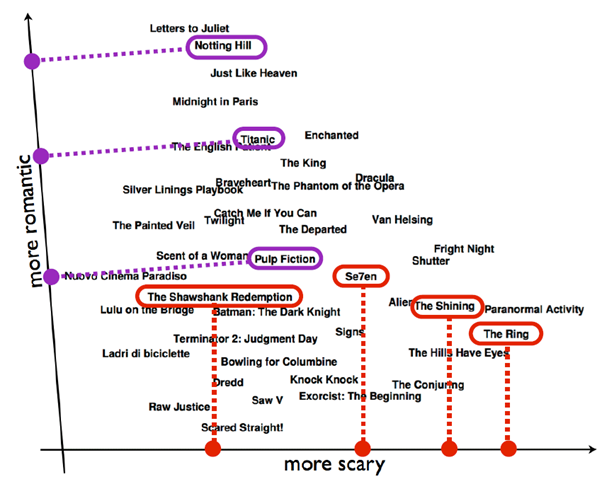 Letters to Juliet
Notting Hill
Just Like Heaven
Midnight in Paris
Enchanted
Titanic
The English Patient
The King
Dracula
Braveheart
The Phantom of the Opera
Silver Linings Playbook
Catch Me If You Can
Twilight
Van Helsing
The Painted Veil
The Departed
Fright Night
Scent of a Woman
Pulp Fiction
Shutter
Nuovo Cinema Paradiso
Se7en
The Shawshank Redemption
Alien
The Shining
Paranormal Activity
Lulu on the Bridge
Batman: The Dark Knight
Signs
The Ring
Terminator 2: Judgment Day
Ladri di biciclette
The Hills Have Eyes
Bowling for Columbine
Dredd
Knock Knock
The Conjuring
Saw V
Exorcist: The Beginning
Raw Justice
Scared Straight!
more romantic
more scary